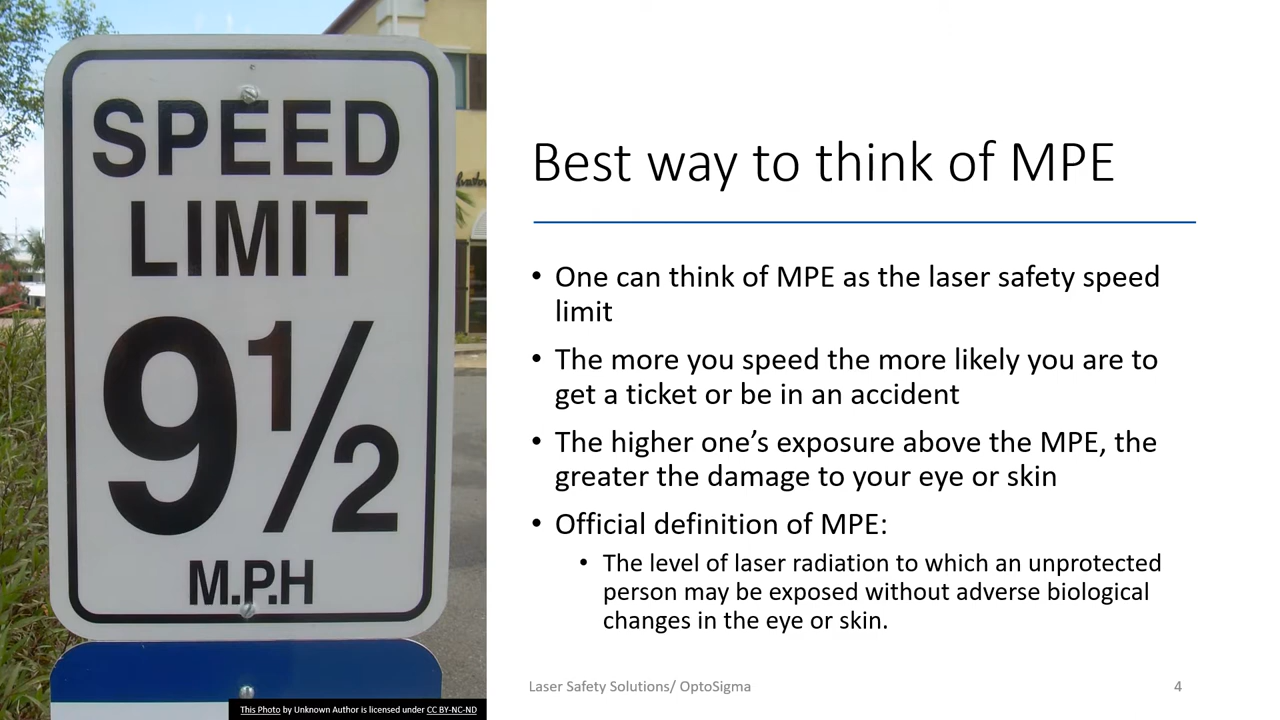 SPEED
LIMIT
9½
M.P.H
This Photo by Unknown Author is licensed under CC BY-NC-ND
Best way to think of MPE
• One can think of MPE as the laser safety speed
limit
• The more you speed the more likely you are to
get a ticket or be in an accident
• The higher one’s exposure above the MPE, the
greater the damage to your eye or skin
• Official definition of MPE:
• The level of laser radiation to which an unprotected
person may be exposed without adverse biological
changes in the eye or skin.
Laser Safety Solutions/ OptoSigma
4